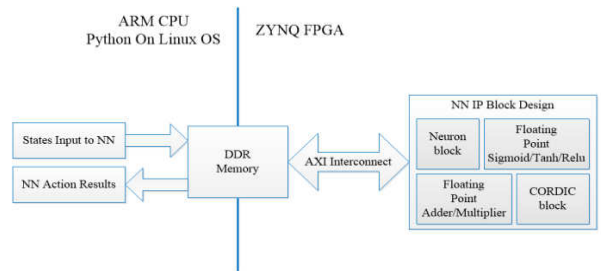 ARM CPU
Python On Linux OS
ZYNQ FPGA
States Input to NN
NN Action Results
DDR
Memory
AXI Interconnect
NN IP Block Design
Neuron
block
Floating
Point
Sigmoid/Tanh/Relu
Floating
Point
Adder/Multiplier
CORDIC
block